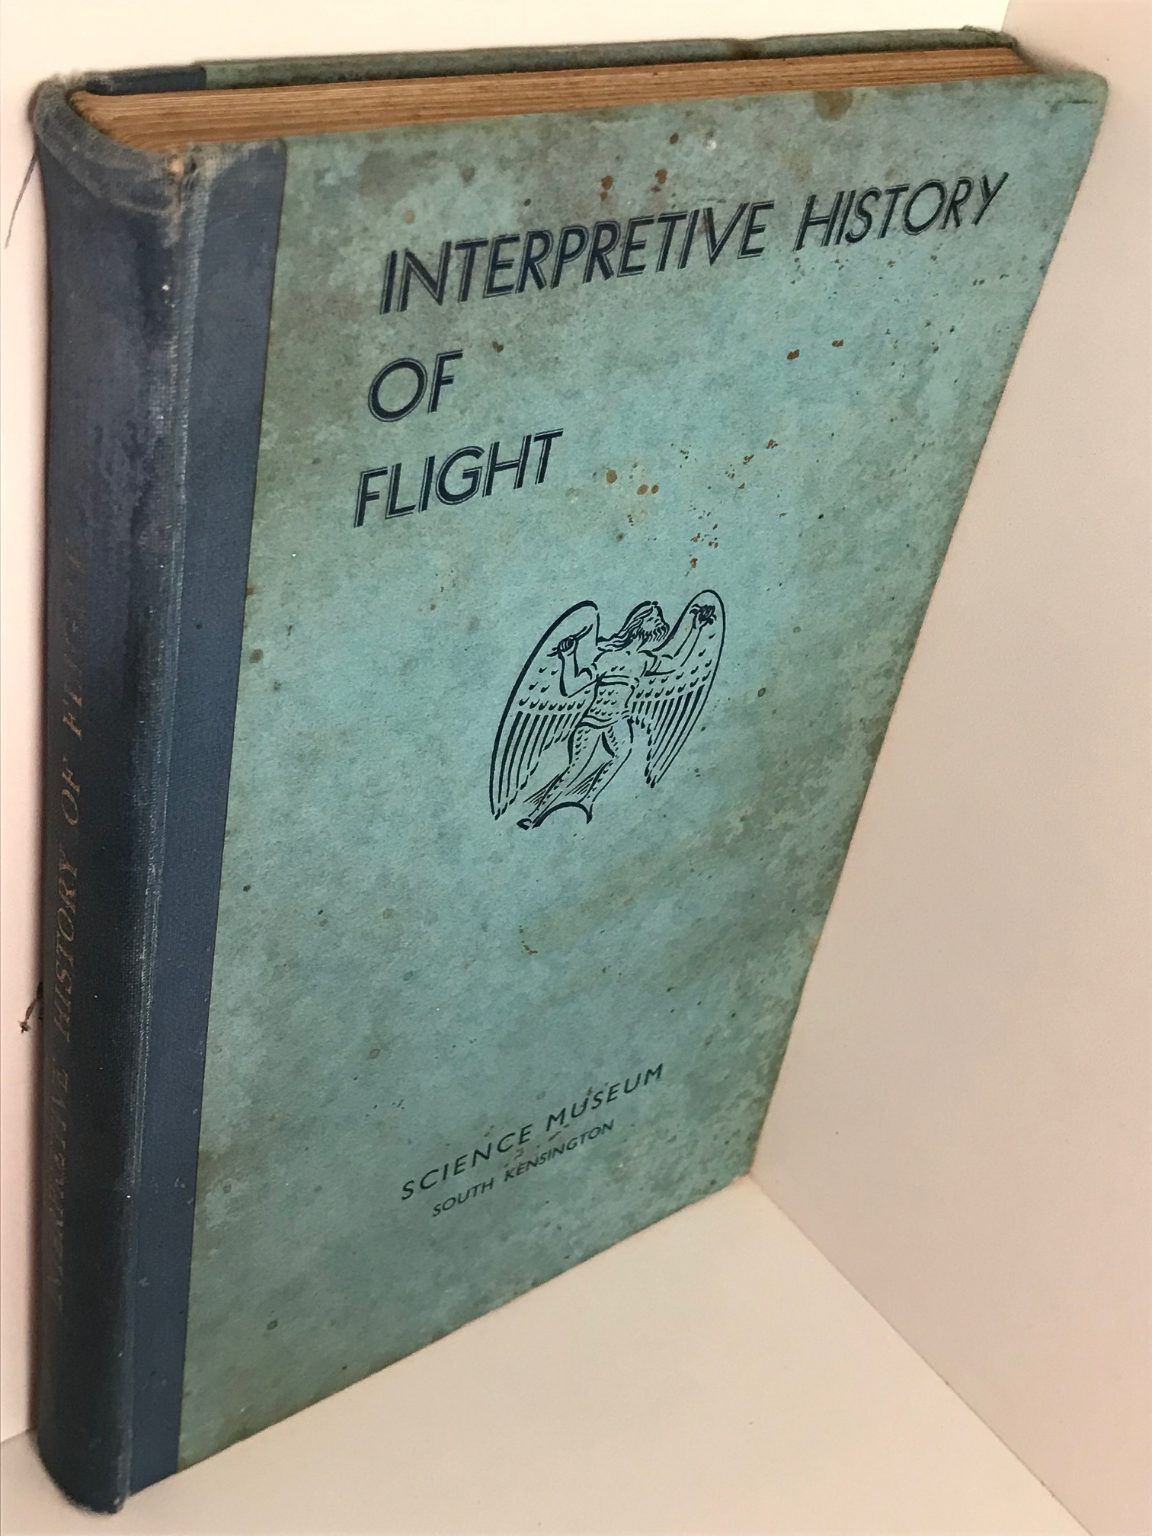 INTERPRETIVE HISTORY
OF
FLIGHT
SCIENCE MUSEUM
SOUTH KENSINGTON
INTERPRETIVE HISTORY OF FLIGHT